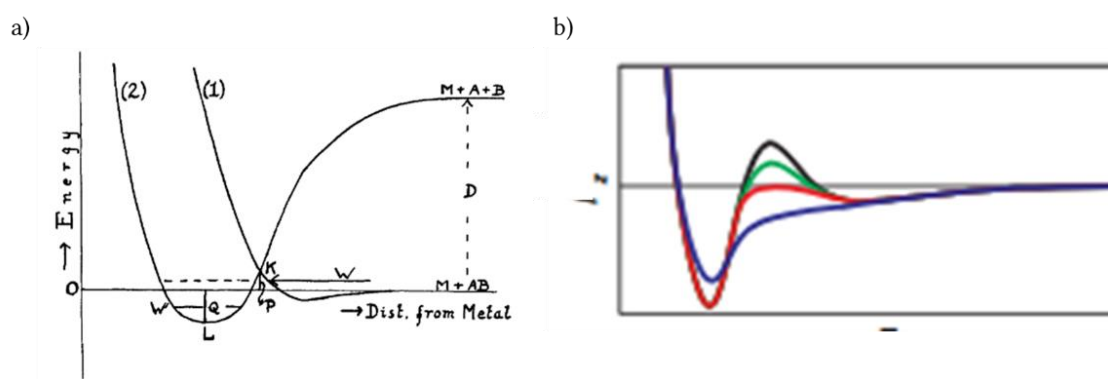 a)
b)
(2)
(1)
M+A+B
→ Energy
D
K
W
O
M+AB
W
Q
P
→ Dist. from Metal
L